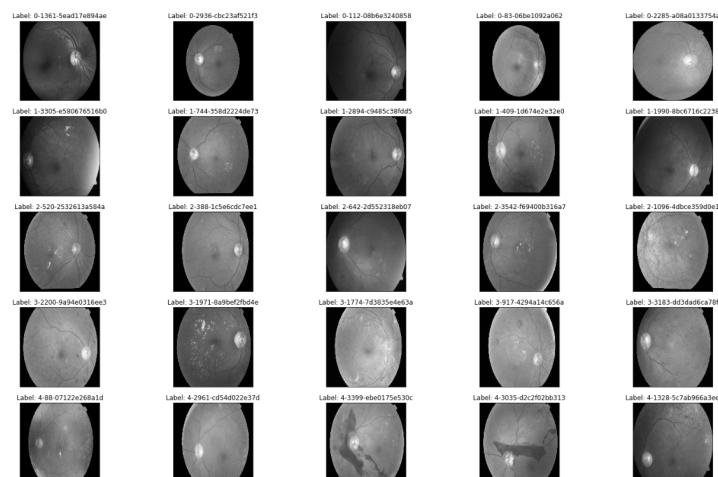 Label: 0-1361-5ead17e894ae
Label: 0-2936-cbc23af521f3
Label: 0-112-08b6e3240858
Label: 0-83-06be1092a062
Label: 0-2285-a08a0133754a
Label: 1-3305-e580676516b0
Label: 1-744-358d2224de73
Label: 1-2894-c9485c38fdd5
Label: 1-409-1d674e2e32e0
Label: 1-1990-8bc6716c2238
Label: 2-520-2532613a584a
Label: 2-388-1c5e6cdc7ee1
Label: 2-642-2d552318eb07
Label: 2-3542-f69400b316a7
Label: 2-1096-4dbce359d0e1
Label: 3-2200-9a94e0316ee3
Label: 3-1971-8a9bef2fbd4e
Label: 3-1774-7d3835e4e63a
Label: 3-917-4294a14c656a
Label: 3-3183-dd3dad6ca78f
Label: 4-88-07122e268a1d
Label: 4-2961-cd54d022e37d
Label: 4-3399-ebe0175e530c
Label: 4-3035-d2c2f02bb313
Label: 4-1328-5c7ab966a3ee